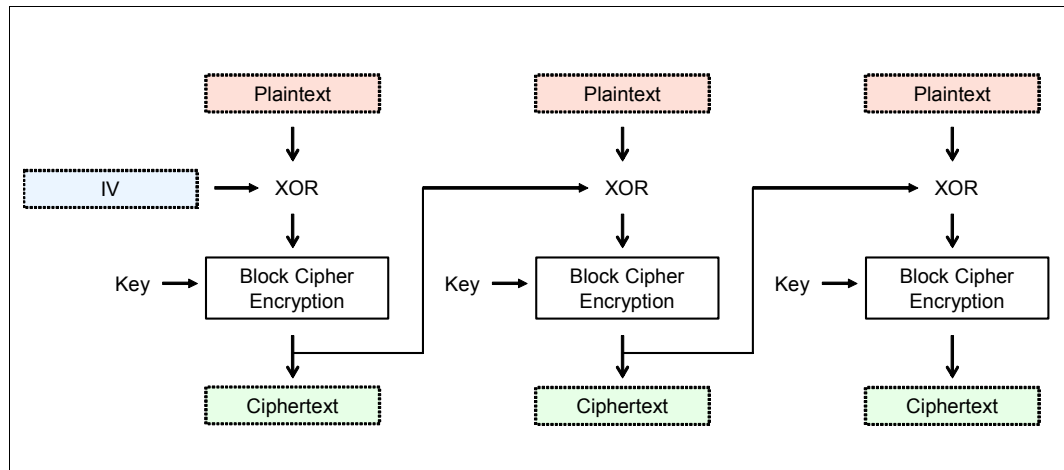 Plaintext Plaintext Plaintext
IV XOR XOR XOR
Key Block Cipher Encryption Key Block Cipher Encryption Key Block Cipher Encryption
Ciphertext Ciphertext Ciphertext